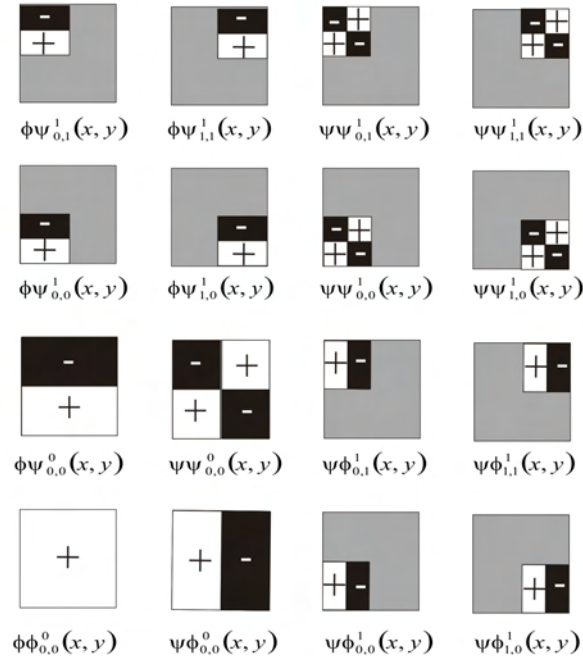 - - - + - +
+ + + - + -
ϕψ¹₀,₁(x, y) ϕψ¹₁,₁(x, y) ψψ¹₀,₁(x, y) ψψ¹₁,₁(x, y)
- - - + - +
+ + + - + -
ϕψ¹₀,₀(x, y) ϕψ¹₁,₀(x, y) ψψ¹₀,₀(x, y) ψψ¹₁,₀(x, y)
- - + + - + -
+ + -
ϕψ⁰₀,₀(x, y) ψψ⁰₀,₀(x, y) ψϕ¹₀,₁(x, y) ψϕ¹₁,₁(x, y)
+ + - + - + -
ϕϕ⁰₀,₀(x, y) ψϕ⁰₀,₀(x, y) ψϕ¹₀,₀(x, y) ψϕ¹₁,₀(x, y)